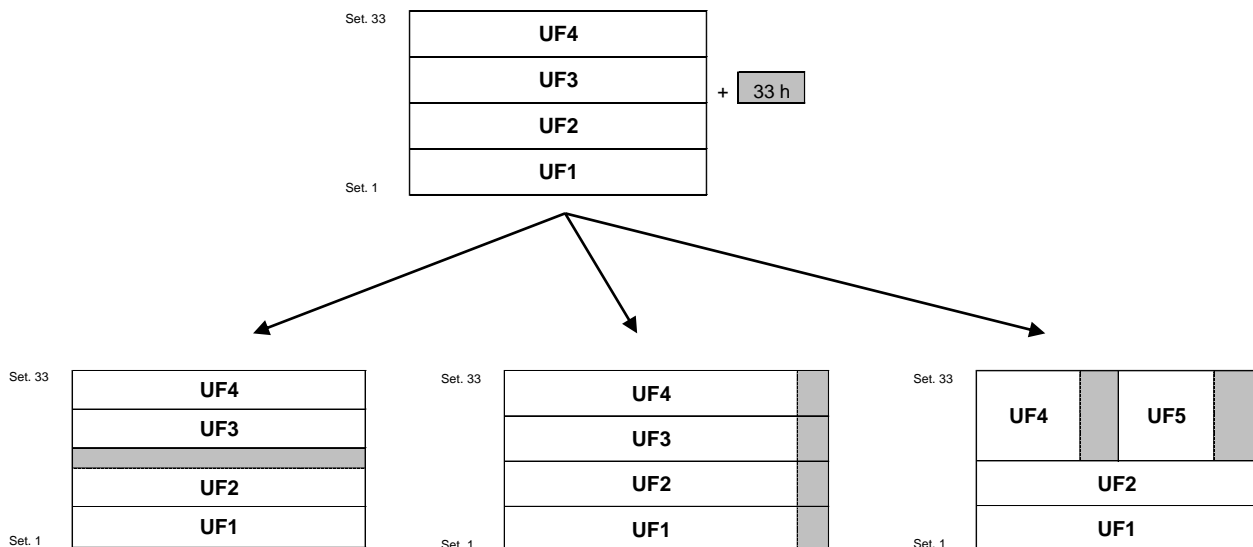 Set. 33
UF4
UF3
+ 33 h
UF2
UF1
Set. 1
Set. 33
UF4
UF3
UF2
UF1
Set. 1
Set. 33
UF4
UF3
UF2
UF1
Set. 1
Set. 33
UF4 UF5
UF2
UF1
Set. 1